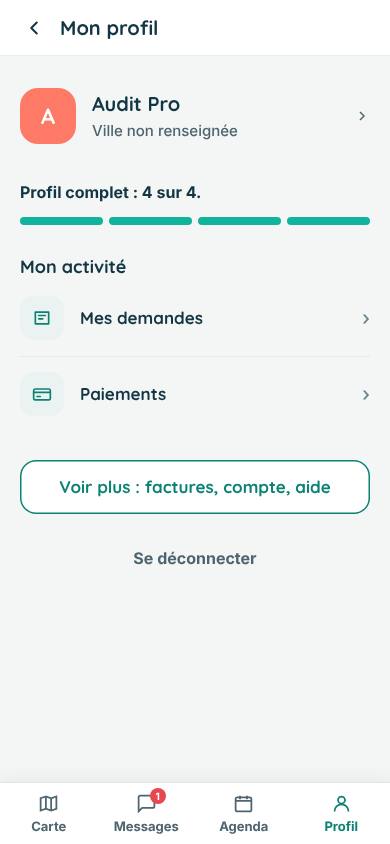 Mon profil
A
Audit Pro
Ville non renseignée
Profil complet : 4 sur 4.
Mon activité
Mes demandes
Paiements
Voir plus : factures, compte, aide
Se déconnecter
1
Carte
Messages
Agenda
Profil